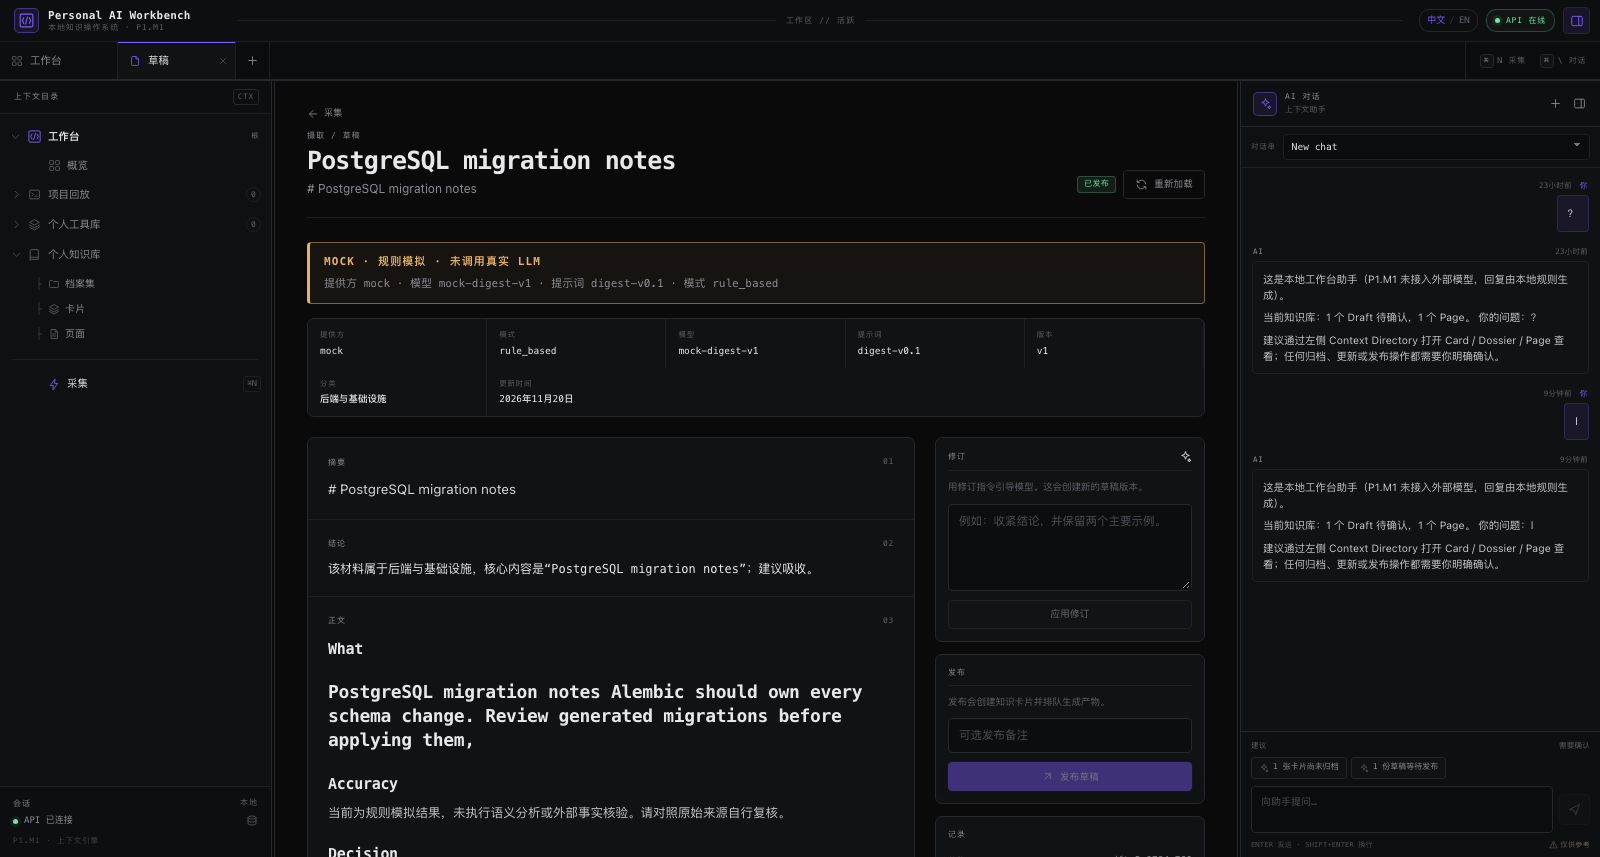 Personal AI Workbench
本地知识操作系统 · P1.M1
工作区 // 活跃
中文 / EN
API 在线
工作台
草稿
×
+
⌘ N 采集
⌘ \ 对话
上下文目录
CTX
工作台
根
概览
项目回放
0
个人工具库
0
个人知识库
档案集
卡片
页面
采集
⌘N
会话
本地
API 已连接
P1.M1 · 上下文引擎
← 采集
摄取 / 草稿
PostgreSQL migration notes
# PostgreSQL migration notes
已发布
重新加载
MOCK · 规则模拟 · 未调用真实 LLM
提供方 mock · 模型 mock-digest-v1 · 提示词 digest-v0.1 · 模式 rule_based
提供方
mock
模式
rule_based
模型
mock-digest-v1
提示词
digest-v0.1
版本
v1
分类
后端与基础设施
更新时间
2026年11月20日
摘要
01
# PostgreSQL migration notes
结论
02
该材料属于后端与基础设施，核心内容是“PostgreSQL migration notes”；建议吸收。
正文
03
What
PostgreSQL migration notes Alembic should own every
schema change. Review generated migrations before
applying them,
Accuracy
当前为规则模拟结果，未执行语义分析或外部事实核验。请对照原始来源自行复核。
Decision
修订
用修订指令引导模型。这会创建新的草稿版本。
例如：收紧结论，并保留两个主要示例。
应用修订
发布
发布会创建知识卡片并排队生成产物。
可选发布备注
发布草稿
记录
AI 对话
上下文助手
对话串
New chat
23小时前 你
?
AI
23小时前
这是本地工作台助手（P1.M1 未接入外部模型，回复由本地规则生
成）。
当前知识库：1 个 Draft 待确认，1 个 Page。 你的问题：?
建议通过左侧 Context Directory 打开 Card / Dossier / Page 查
看；任何归档、更新或发布操作都需要你明确确认。
9分钟前 你
l
AI
9分钟前
这是本地工作台助手（P1.M1 未接入外部模型，回复由本地规则生
成）。
当前知识库：1 个 Draft 待确认，1 个 Page。 你的问题：l
建议通过左侧 Context Directory 打开 Card / Dossier / Page 查
看；任何归档、更新或发布操作都需要你明确确认。
建议
需要确认
1 张卡片尚未归档
1 份草稿等待发布
向助手提问…
ENTER 发送 · SHIFT+ENTER 换行
仅供参考